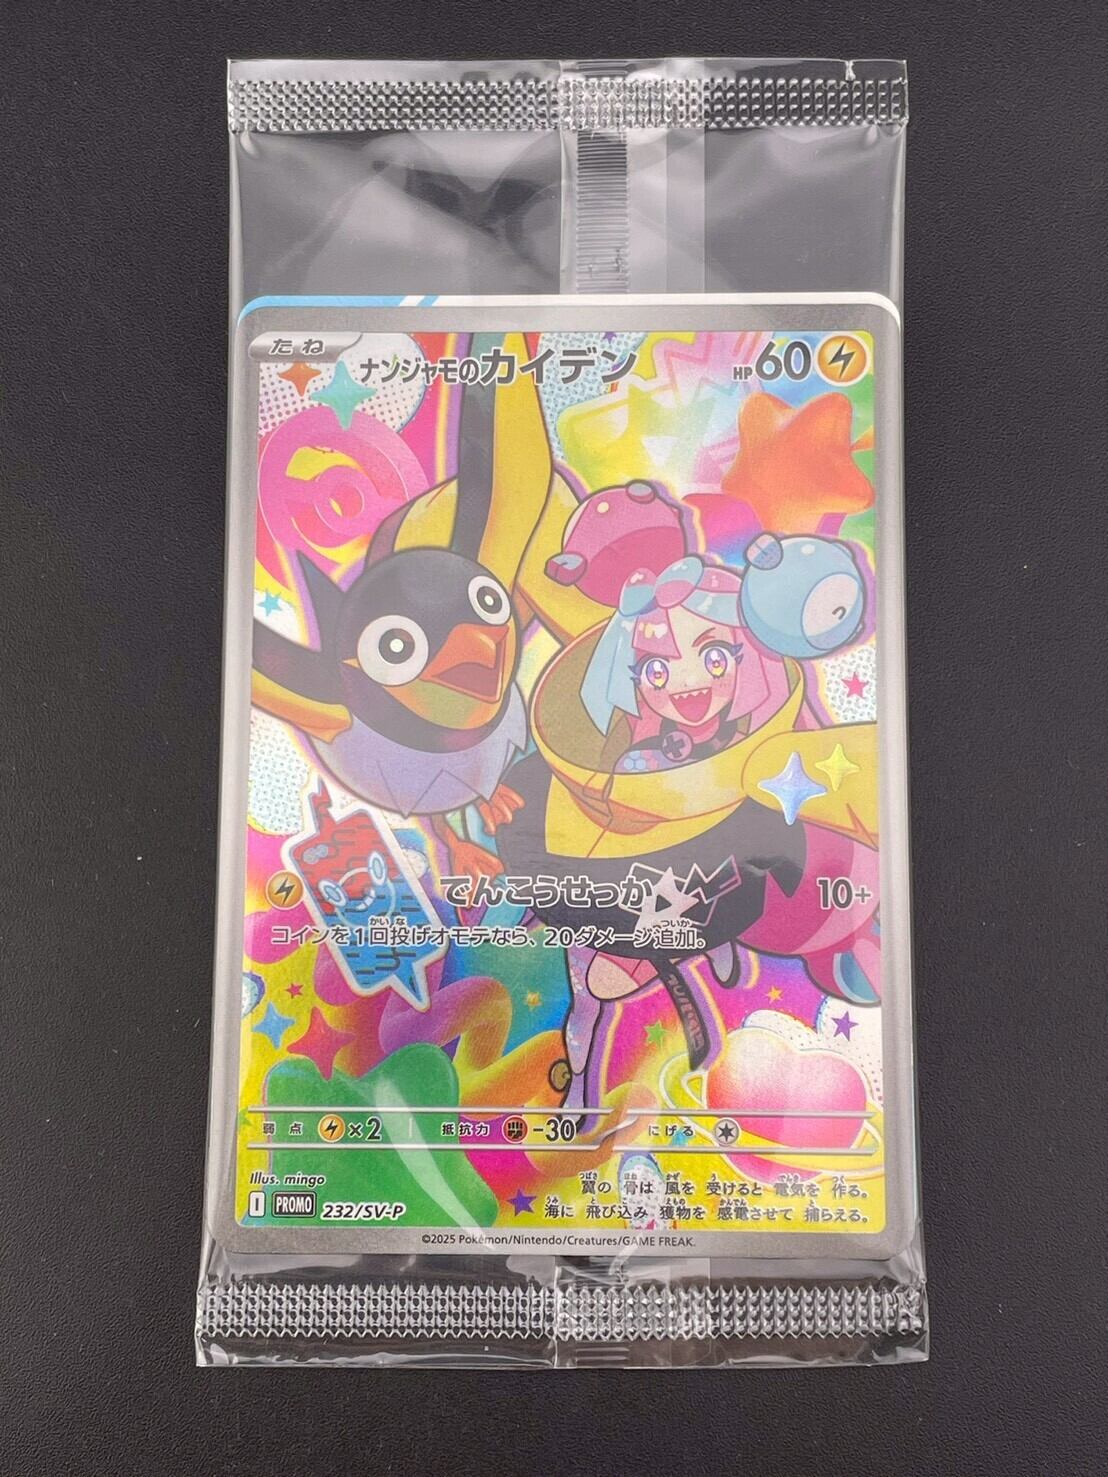 たね ナンジャモのカイデン HP60
でんこうせっか 10+
コインを1回投げオモテなら、20ダメージ追加。
弱点 ×2 抵抗力 -30 にげる
Illus. mingo
翼の骨は風を受けると電気を作る。
I PROMO 232/SV-P
海に飛び込み獲物を感電させて捕らえる。
©2025 Pokémon/Nintendo/Creatures/GAME FREAK.